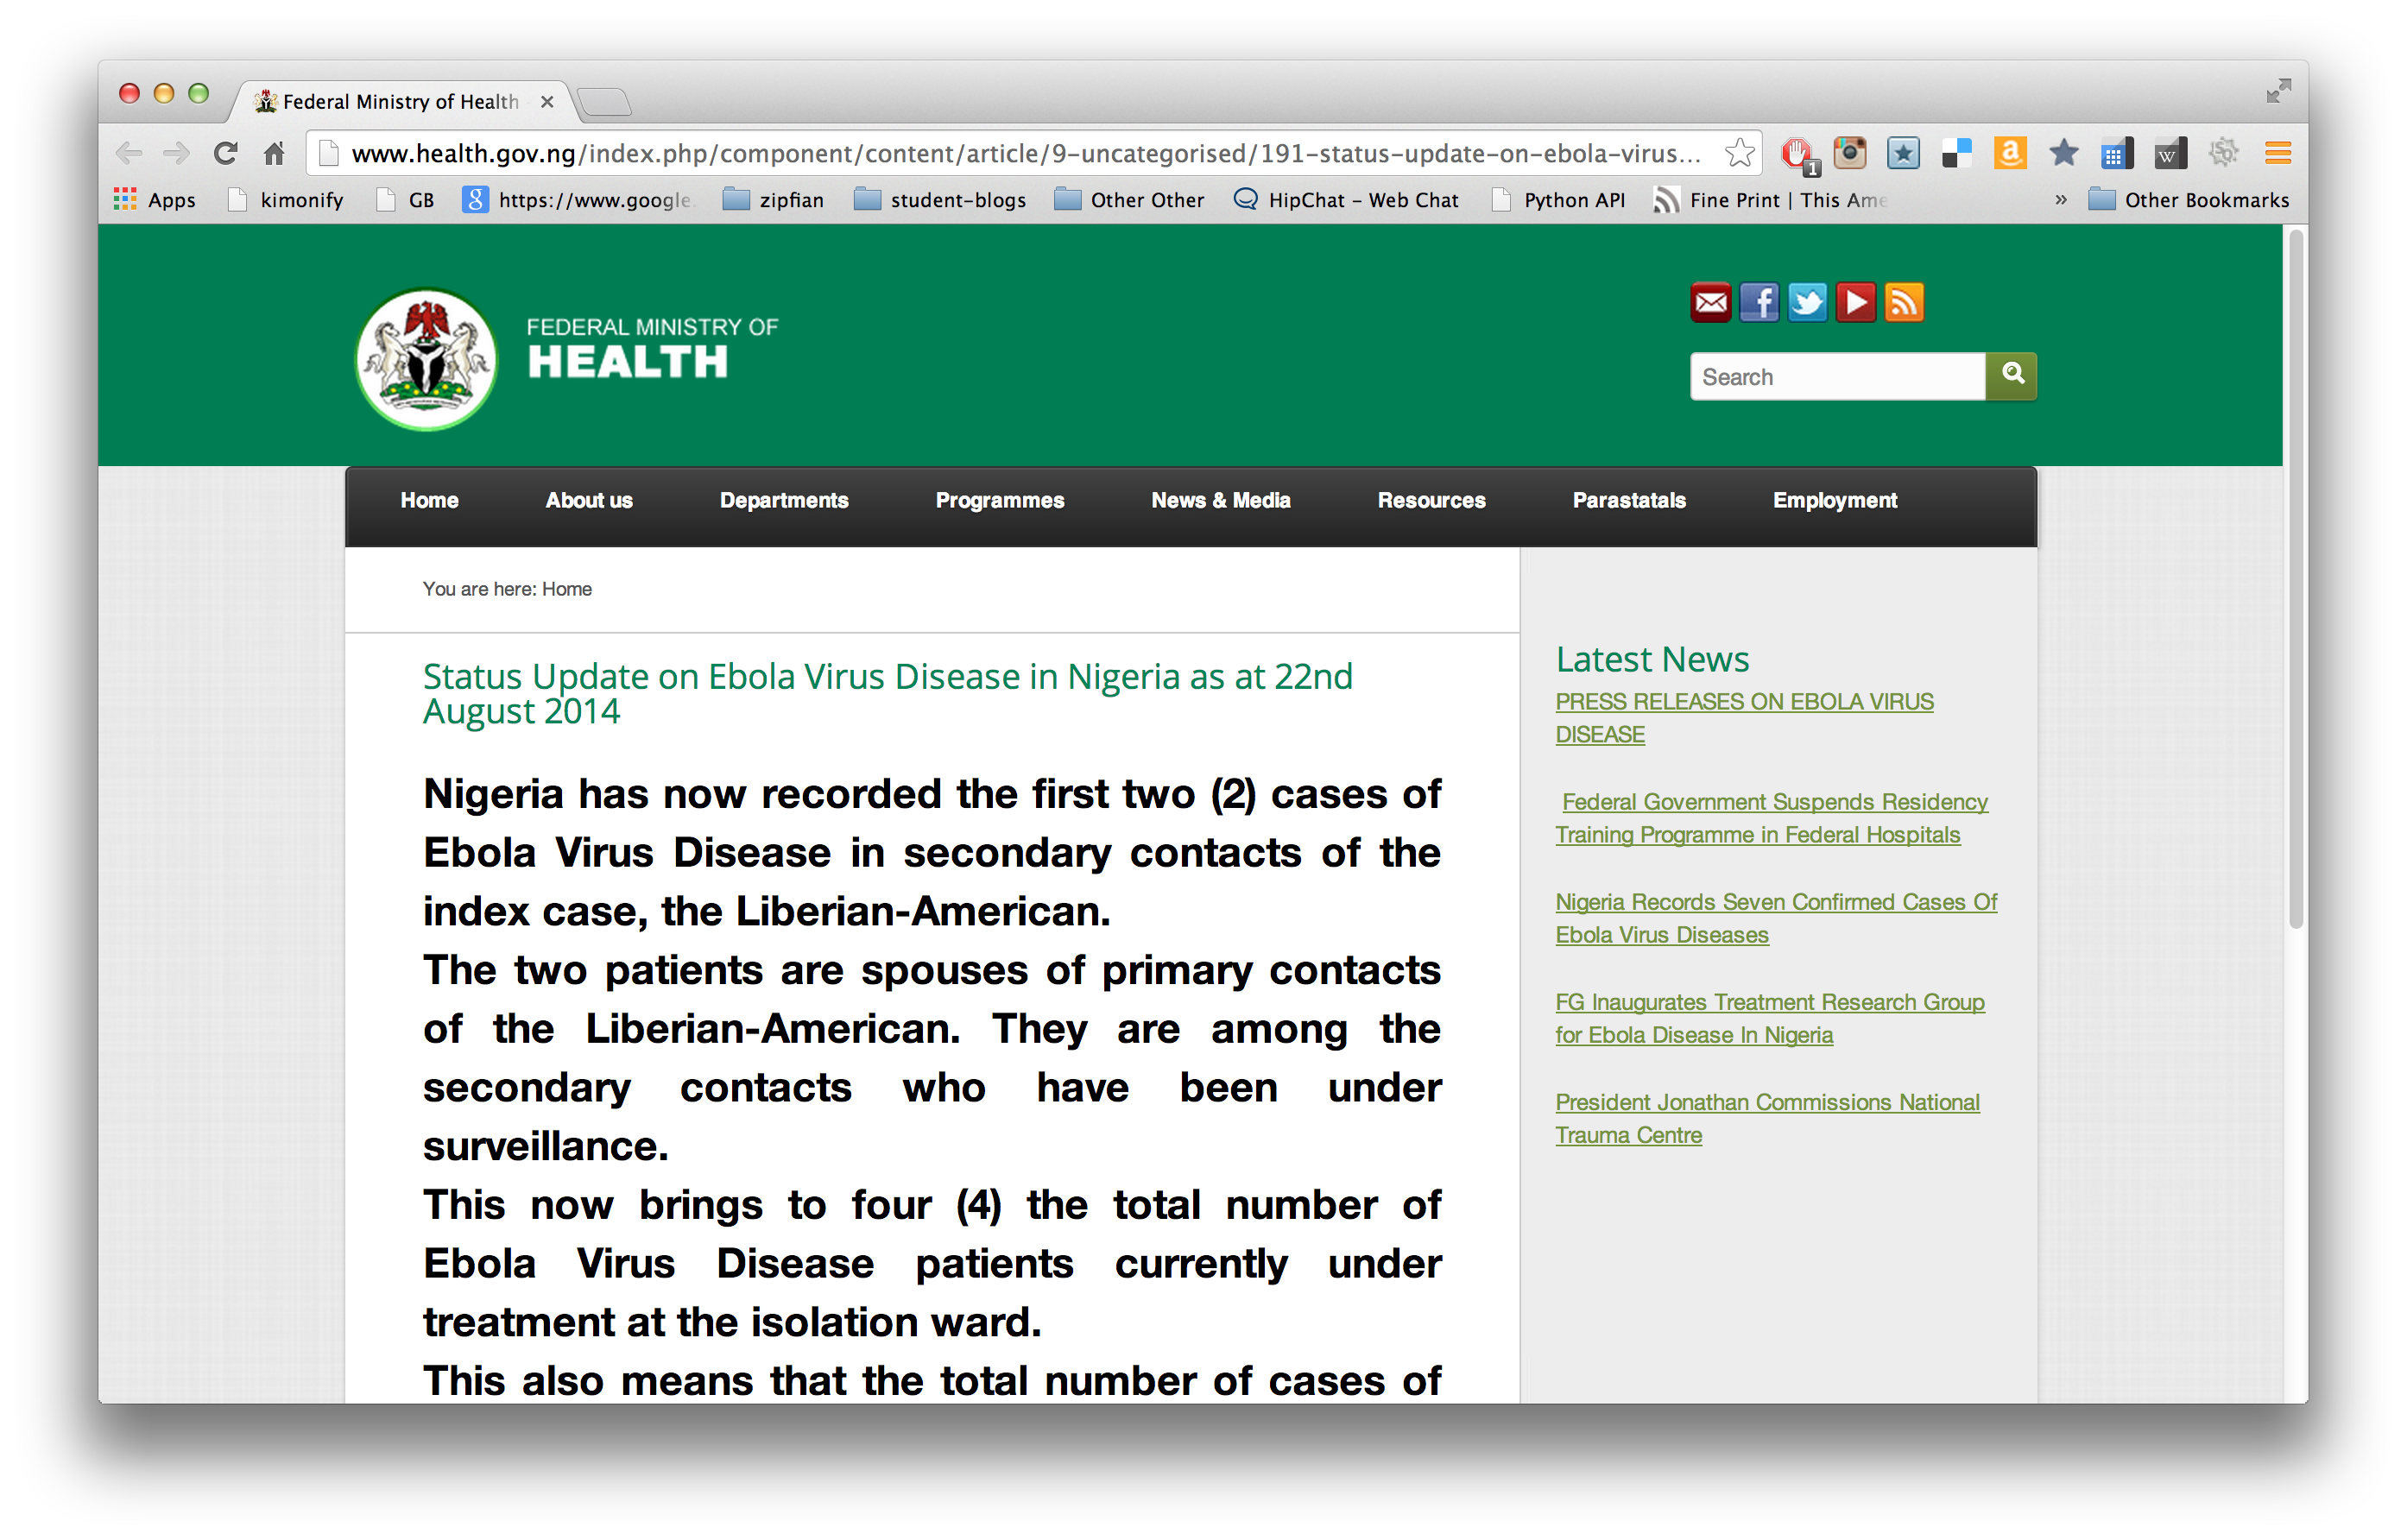 Federal Ministry of Health
www.health.gov.ng/index.php/component/content/article/9-uncategorised/191-status-update-on-ebola-virus...
1
Apps kimonify GB https://www.google. zipfian student-blogs Other Other HipChat – Web Chat Python API Fine Print | This Ame » Other Bookmarks
FEDERAL MINISTRY OF
HEALTH
Search
Home About us Departments Programmes News & Media Resources Parastatals Employment
You are here: Home
Status Update on Ebola Virus Disease in Nigeria as at 22nd
August 2014
Nigeria has now recorded the first two (2) cases of
Ebola Virus Disease in secondary contacts of the
index case, the Liberian-American.
The two patients are spouses of primary contacts
of the Liberian-American. They are among the
secondary contacts who have been under
surveillance.
This now brings to four (4) the total number of
Ebola Virus Disease patients currently under
treatment at the isolation ward.
This also means that the total number of cases of
Latest News
PRESS RELEASES ON EBOLA VIRUS
DISEASE
Federal Government Suspends Residency
Training Programme in Federal Hospitals
Nigeria Records Seven Confirmed Cases Of
Ebola Virus Diseases
FG Inaugurates Treatment Research Group
for Ebola Disease In Nigeria
President Jonathan Commissions National
Trauma Centre